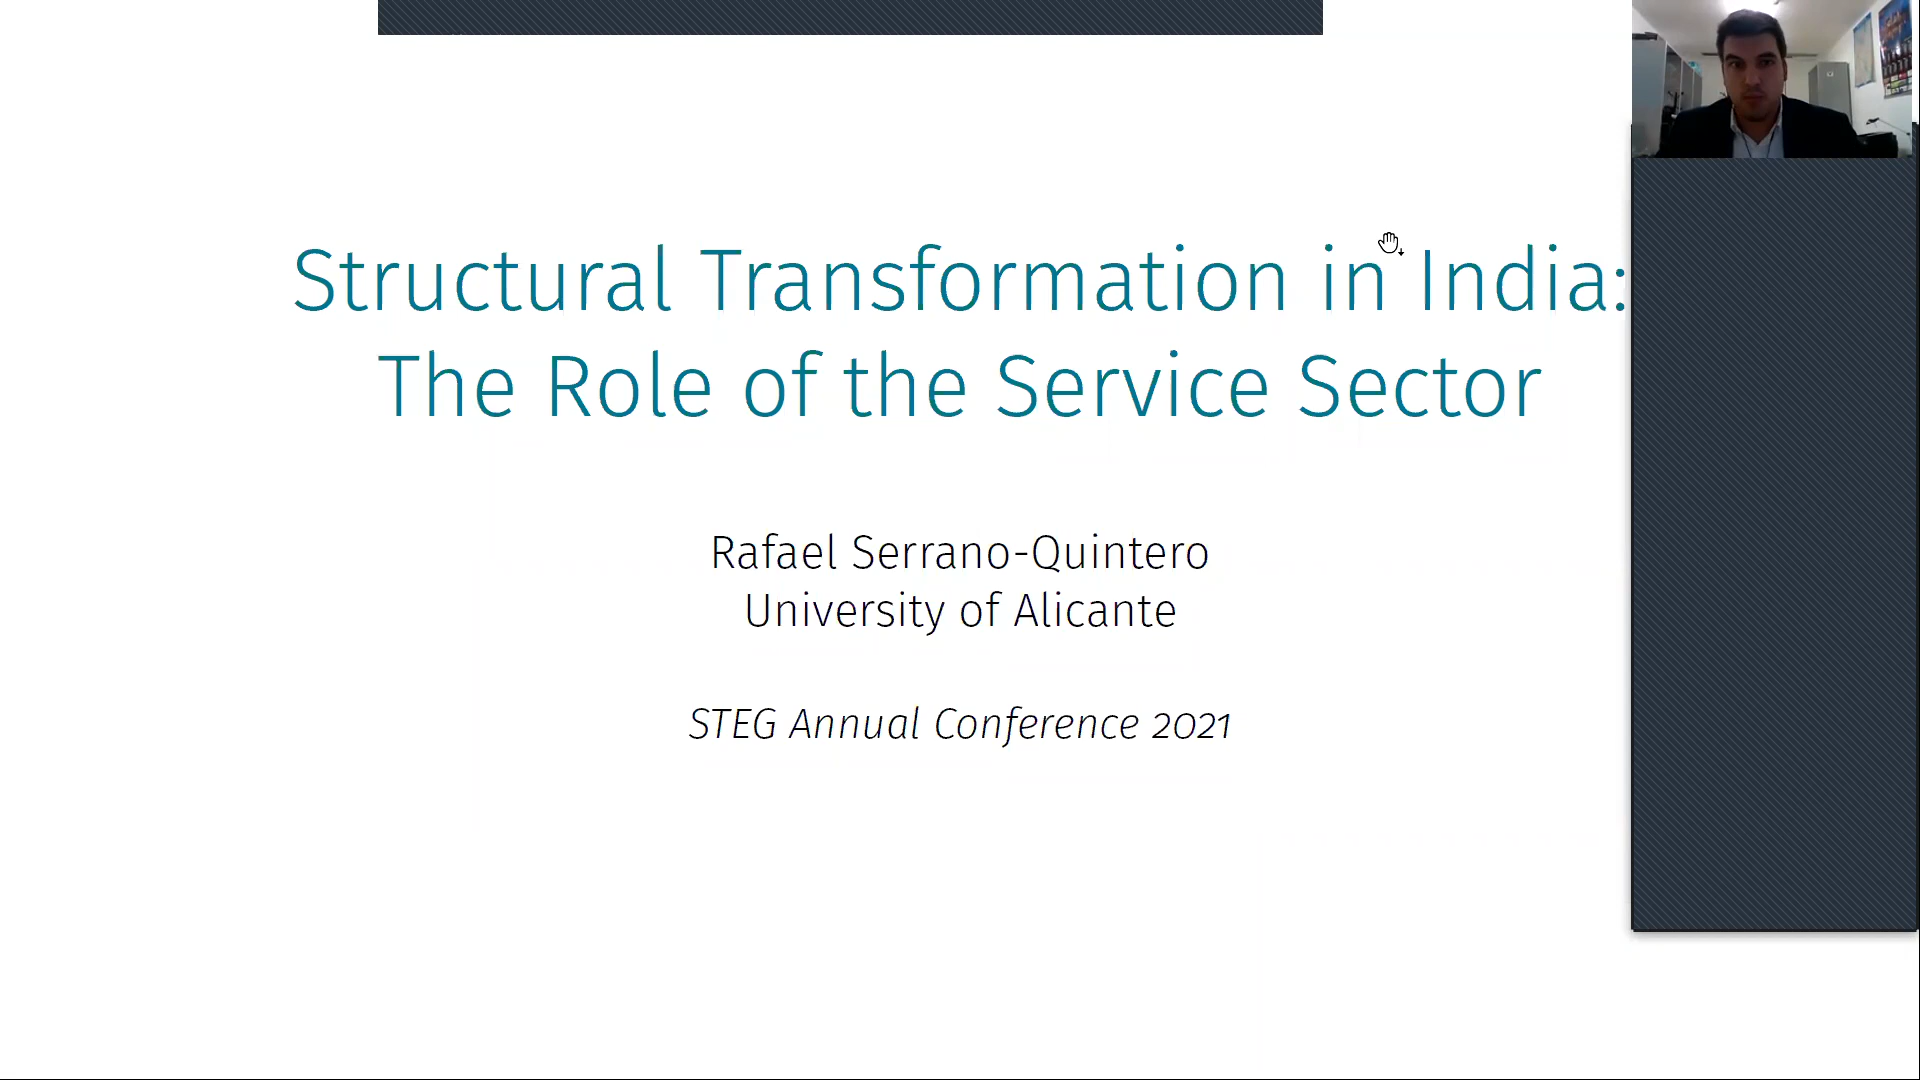 Structural Transformation in India:
The Role of the Service Sector
Rafael Serrano-Quintero
University of Alicante
STEG Annual Conference 2021